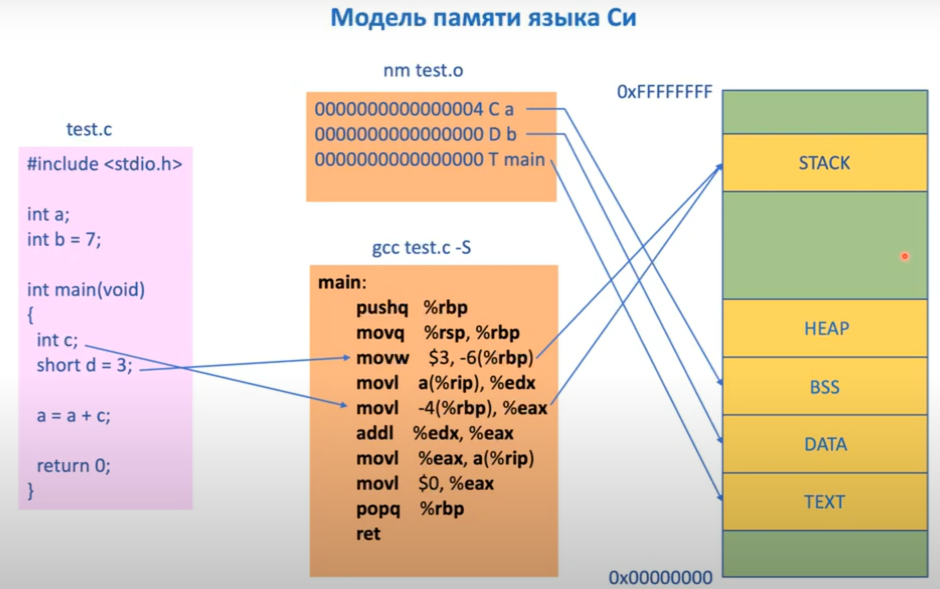 Модель памяти языка Си
test.c
#include <stdio.h>
int a;
int b = 7;
int main(void)
{
int c;
short d = 3;
a = a + c;
return 0;
}
nm test.o
0000000000000004 C a
0000000000000000 D b
0000000000000000 T main
gcc test.c -S
main:
pushq %rbp
movq %rsp, %rbp
movw $3, -6(%rbp)
movl a(%rip), %edx
movl -4(%rbp), %eax
addl %edx, %eax
movl %eax, a(%rip)
movl $0, %eax
popq %rbp
ret
0xFFFFFFFF
STACK
HEAP
BSS
DATA
TEXT
0x00000000